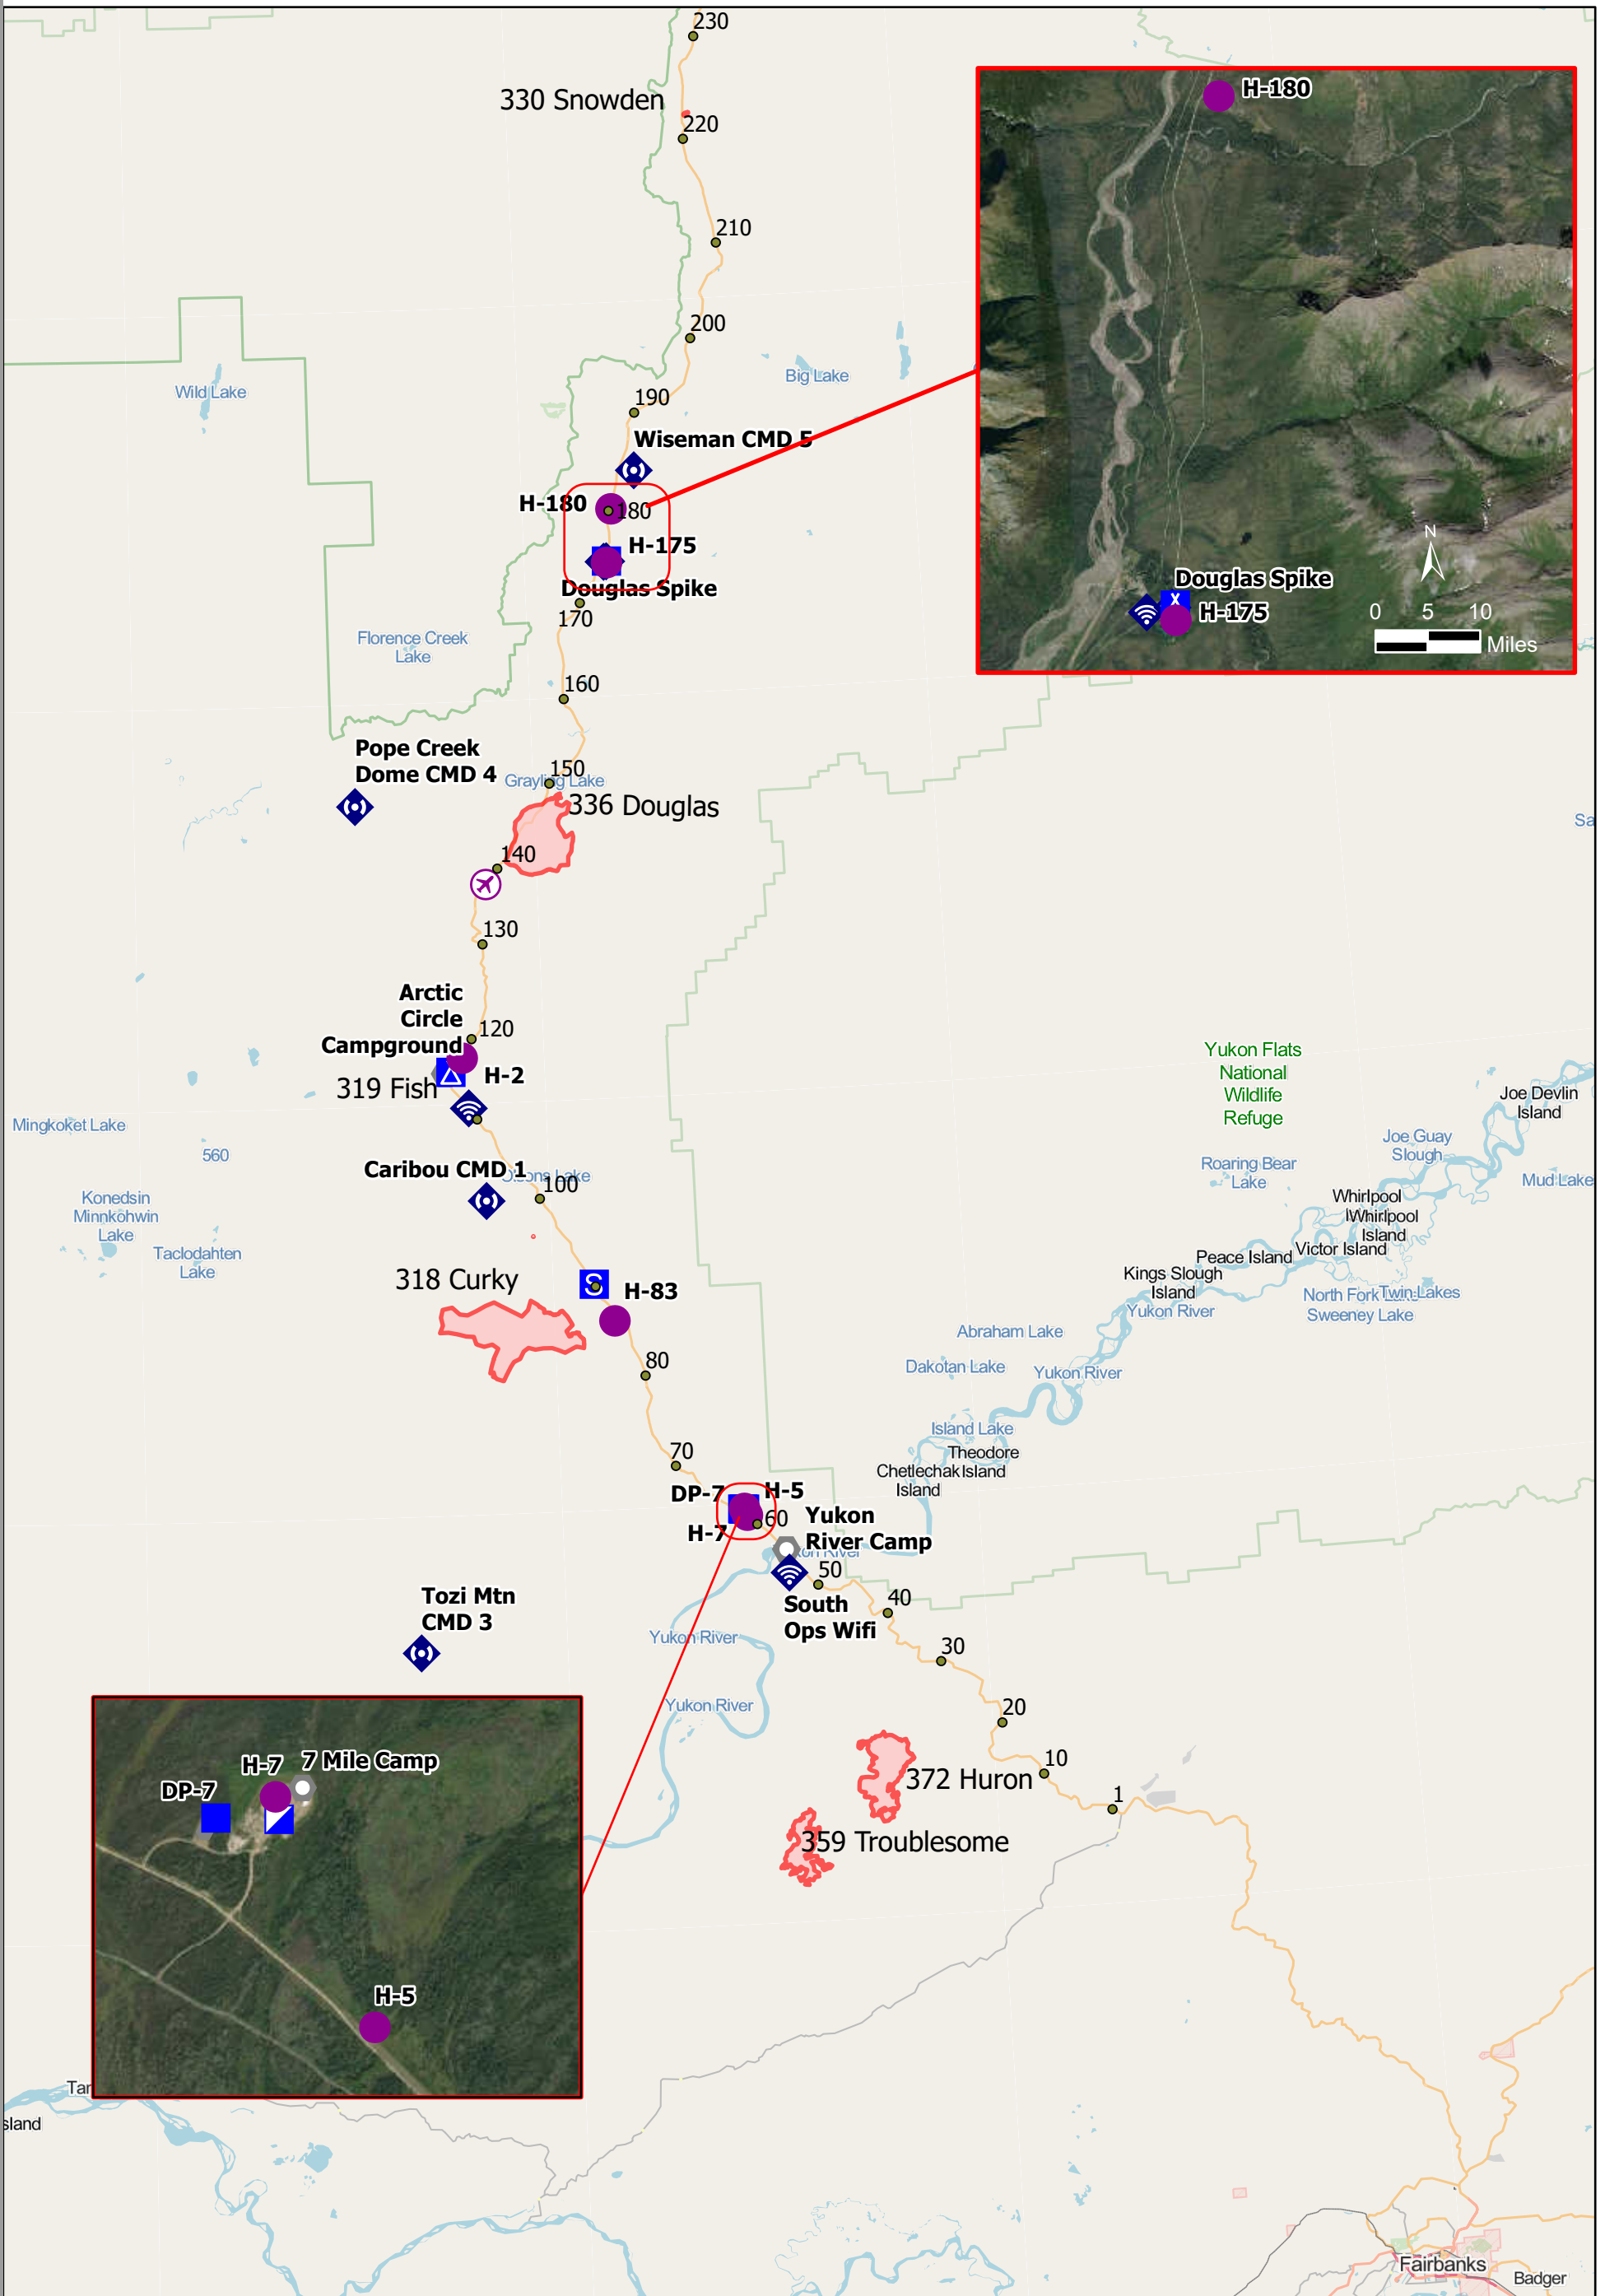 230
330 Snowden
220
210
200
190
Wild Lake
Big Lake
Wiseman CMD 5
H-180
180
H-175
Douglas Spike
170
Florence Creek
Lake
160
H-180
Douglas Spike
H-175
N
0 5 10
Miles
Pope Creek
Dome CMD 4
150
Grayling Lake
336 Douglas
Sa
140
130
Arctic
Circle
Campground
120
319 Fish
H-2
Mingkoket Lake
560
Caribou CMD 1
100
Konedsin
Minnkohwin
Lake
Taclodahten
Lake
318 Curky
S
H-83
80
70
Yukon Flats
National
Wildlife
Refuge
Joe Devlin
Island
Joe Guay
Slough
Roaring Bear
Lake
Mud Lake
Whirlpool
Whirlpool
Island
Victor Island
Peace Island
Kings Slough
Island
Yukon River
North Fork
Twin Lakes
Sweeney Lake
Abraham Lake
Dakotan Lake
Yukon River
Island Lake
Theodore
Island
Chetlechak
Island
DP-7
H-5
H-7
60
Yukon
River Camp
50
South
Ops Wifi
40
30
20
10
1
Tozi Mtn
CMD 3
Yukon River
Yukon River
372 Huron
359 Troublesome
H-7
7 Mile Camp
DP-7
H-5
Tar
sland
Fairbanks
Badger